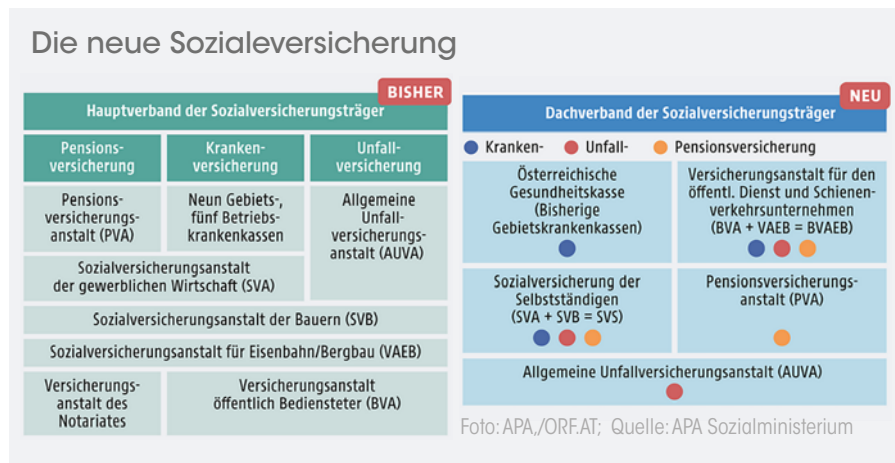 Die neue Sozialeversicherung
BISHER
Hauptverband der Sozialversicherungsträger
Pensions-
versicherung
Kranken-
versicherung
Unfall-
versicherung
Pensions-
versicherungs-
anstalt (PVA)
Neun Gebiets-,
fünf Betriebs-
krankenkassen
Allgemeine
Unfall-
versicherungs-
anstalt (AUVA)
Sozialversicherungsanstalt
der gewerblichen Wirtschaft (SVA)
Sozialversicherungsanstalt der Bauern (SVB)
Sozialversicherungsanstalt für Eisenbahn/Bergbau (VAEB)
Versicherungs-
anstalt des
Notariates
Versicherungsanstalt
öffentlich Bediensteter (BVA)
NEU
Dachverband der Sozialversicherungsträger
Kranken- Unfall- Pensionsversicherung
Österreichische
Gesundheitskasse
(Bisherige
Gebietskrankenkassen)
Versicherungsanstalt für den
öffentl. Dienst und Schienen-
verkehrsunternehmen
(BVA + VAEB = BVAEB)
Sozialversicherung der
Selbstständigen
(SVA + SVB = SVS)
Pensionsversicherungs-
anstalt (PVA)
Allgemeine Unfallversicherungsanstalt (AUVA)
Foto: APA,/ORF.AT; Quelle: APA Sozialministerium